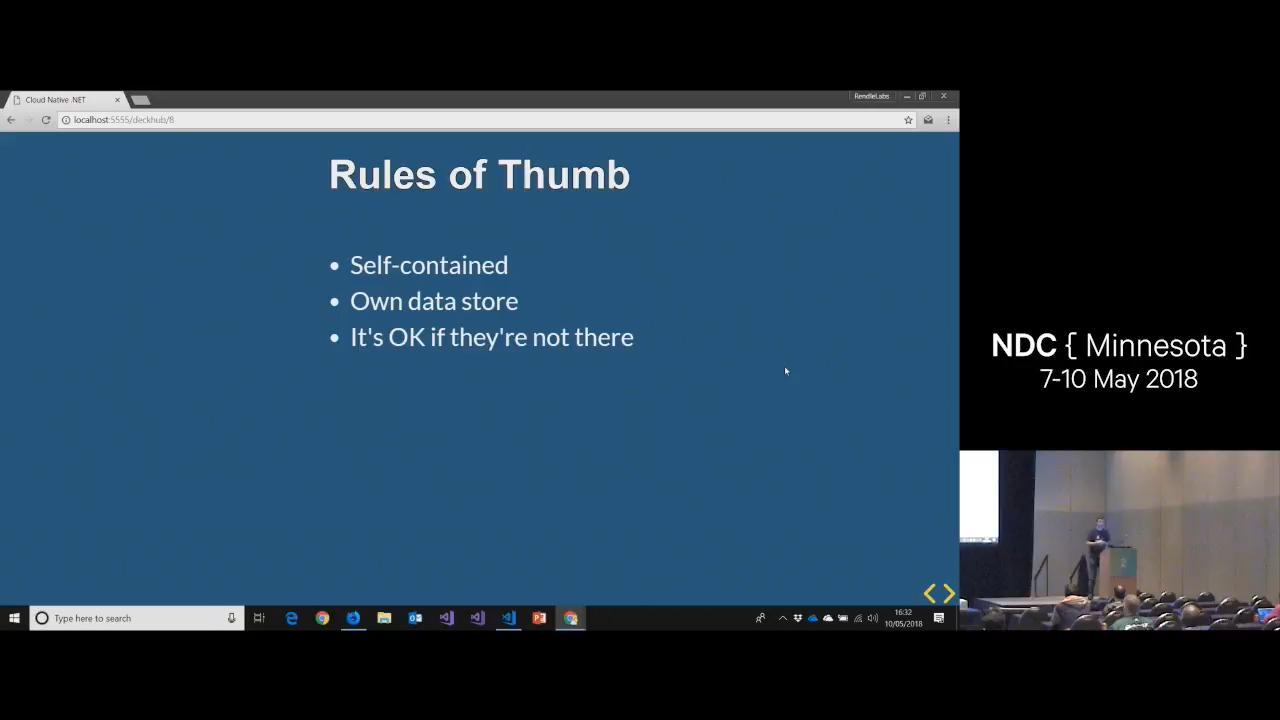 Cloud Native .NET
RendleLabs
localhost:5555/deckhub/8
Rules of Thumb
• Self-contained
• Own data store
• It's OK if they're not there
NDC { Minnesota }
7-10 May 2018
Type here to search
16:32
10/05/2018